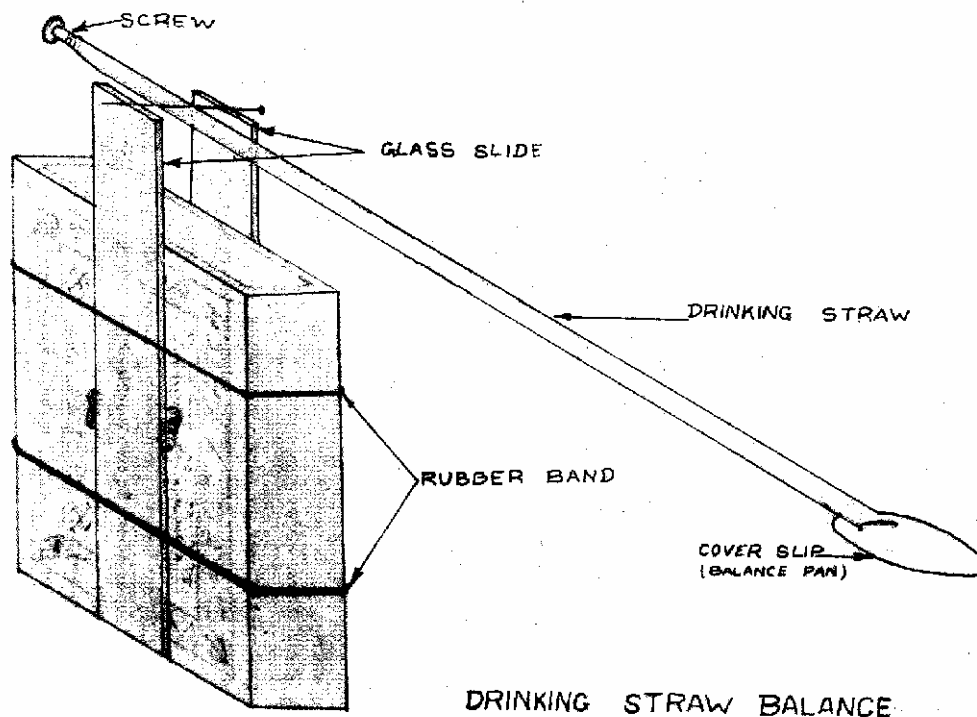 SCREW
GLASS SLIDE
DRINKING STRAW
RUBBER BAND
COVER SLIP
(BALANCE PAN)
DRINKING STRAW BALANCE